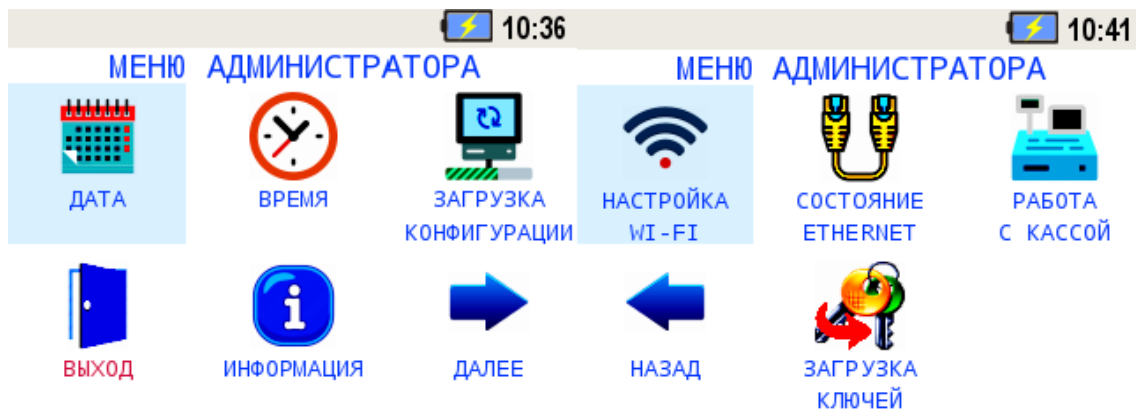 10:36
МЕНЮ АДМИНИСТРАТОРА
ДАТА
ВРЕМЯ
ЗАГРУЗКА
КОНФИГУРАЦИИ
ВЫХОД
ИНФОРМАЦИЯ
ДАЛЕЕ
10:41
МЕНЮ АДМИНИСТРАТОРА
НАСТРОЙКА
WI-FI
СОСТОЯНИЕ
ETHERNET
РАБОТА
С КАССОЙ
НАЗАД
ЗАГРУЗКА
КЛЮЧЕЙ